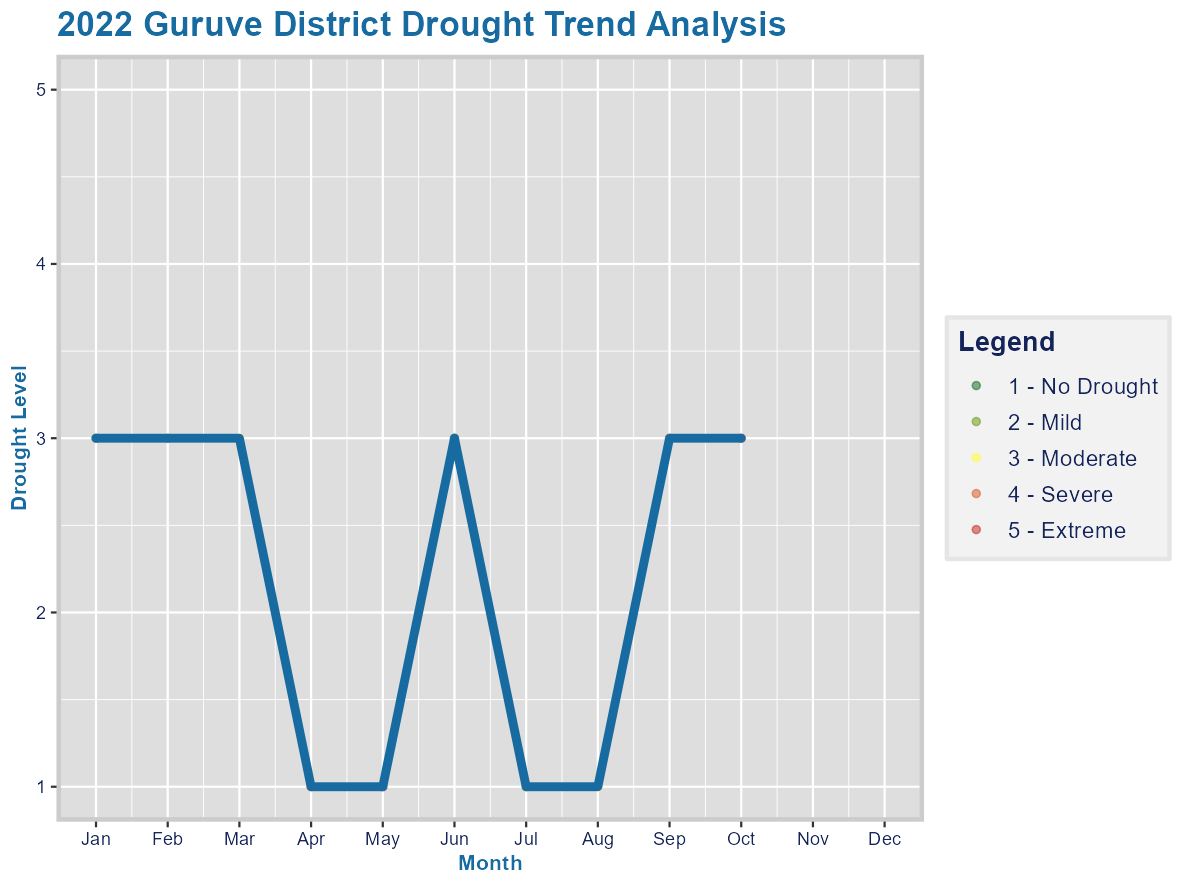 2022 Guruve District Drought Trend Analysis
5
4
3
2
1
Drought Level
Jan Feb Mar Apr May Jun Jul Aug Sep Oct Nov Dec
Month
Legend
1 - No Drought
2 - Mild
3 - Moderate
4 - Severe
5 - Extreme